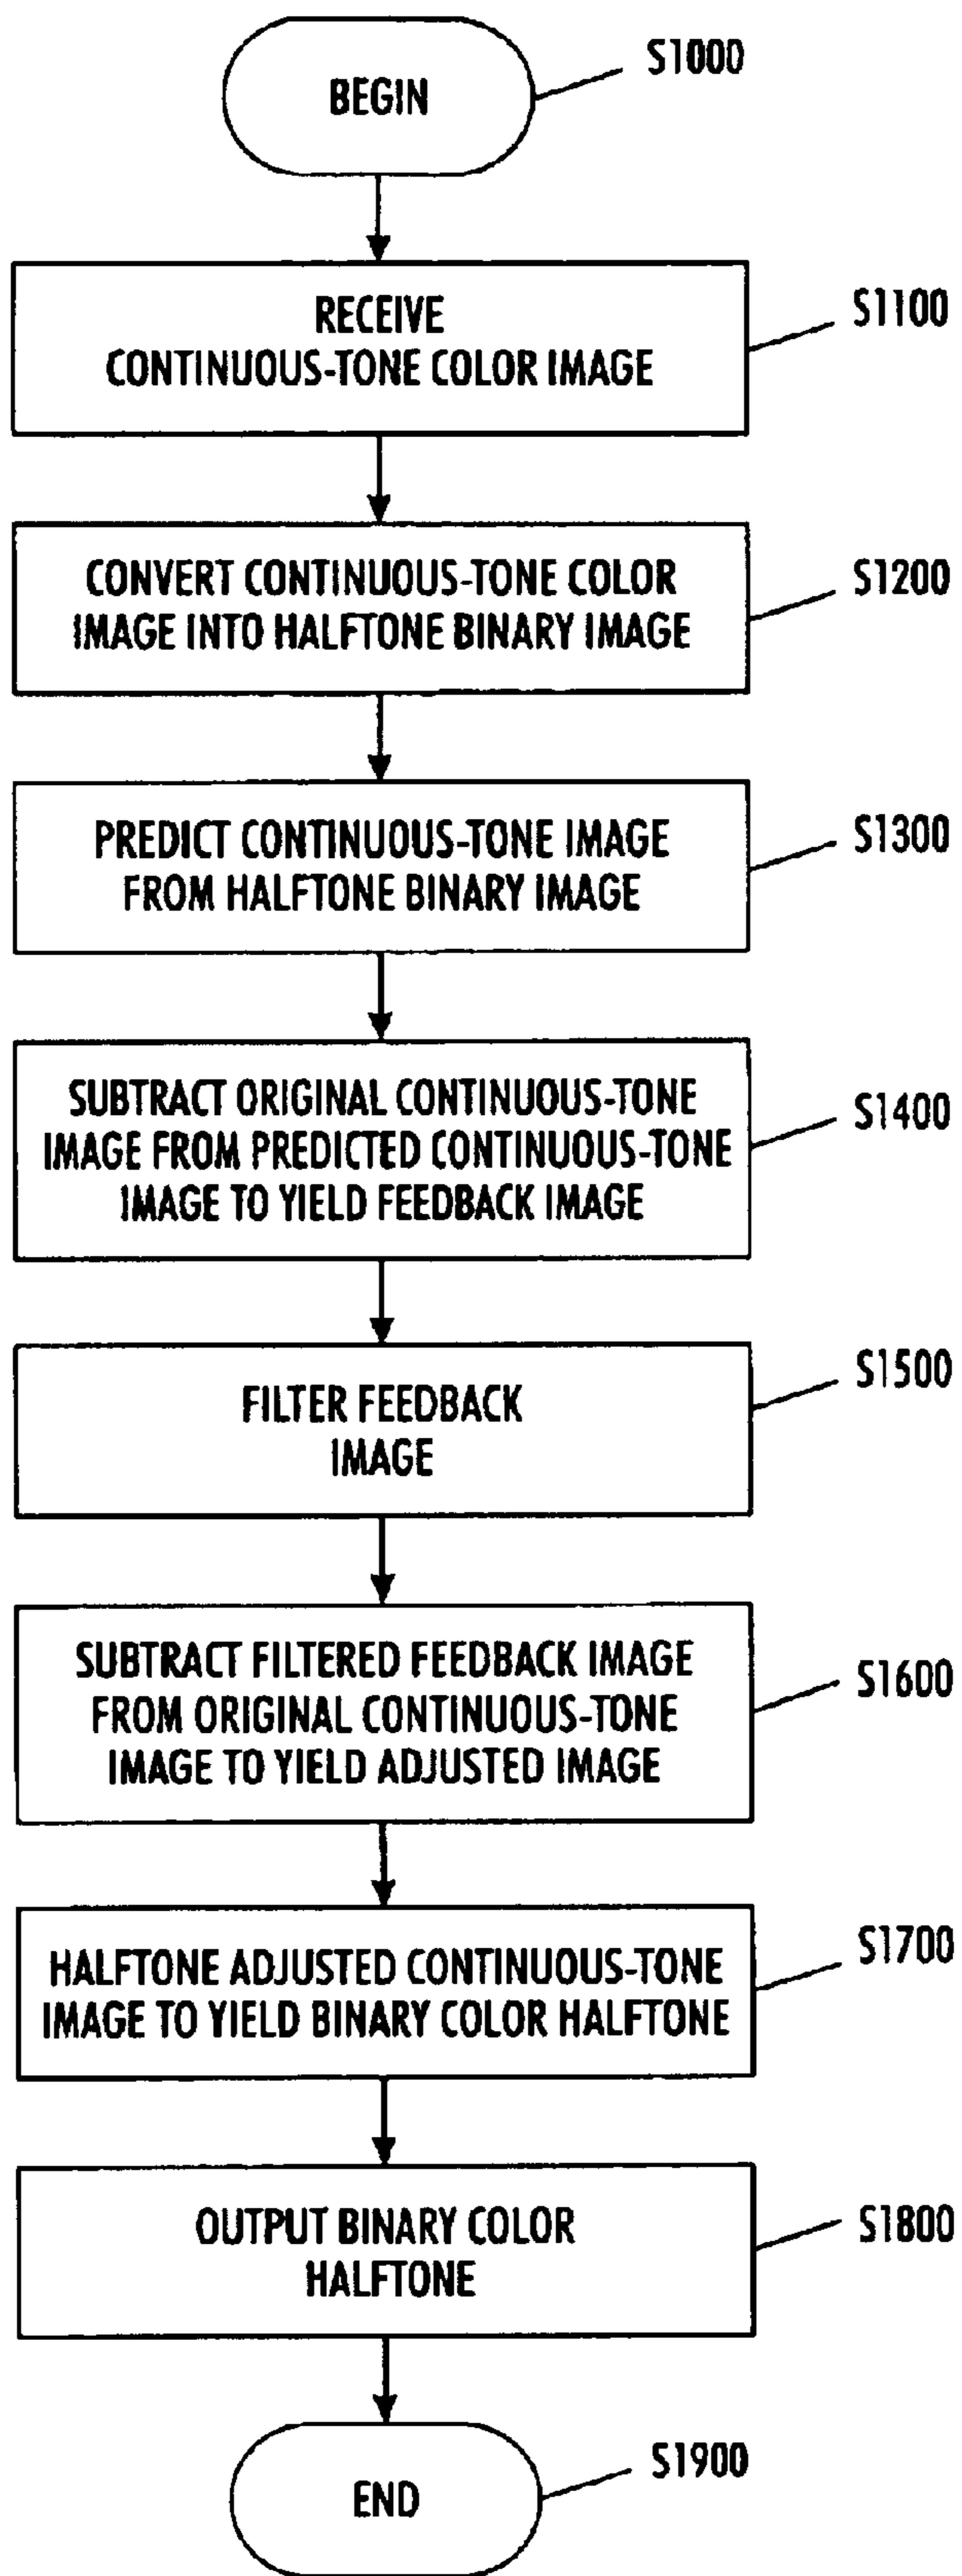 BEGIN
S1000
RECEIVE
CONTINUOUS-TONE COLOR IMAGE
S1100
CONVERT CONTINUOUS-TONE COLOR
IMAGE INTO HALFTONE BINARY IMAGE
S1200
PREDICT CONTINUOUS-TONE IMAGE
FROM HALFTONE BINARY IMAGE
S1300
SUBTRACT ORIGINAL CONTINUOUS-TONE
IMAGE FROM PREDICTED CONTINUOUS-TONE
IMAGE TO YIELD FEEDBACK IMAGE
S1400
FILTER FEEDBACK
IMAGE
S1500
SUBTRACT FILTERED FEEDBACK IMAGE
FROM ORIGINAL CONTINUOUS-TONE
IMAGE TO YIELD ADJUSTED IMAGE
S1600
HALFTONE ADJUSTED CONTINUOUS-TONE
IMAGE TO YIELD BINARY COLOR HALFTONE
S1700
OUTPUT BINARY COLOR
HALFTONE
S1800
END
S1900